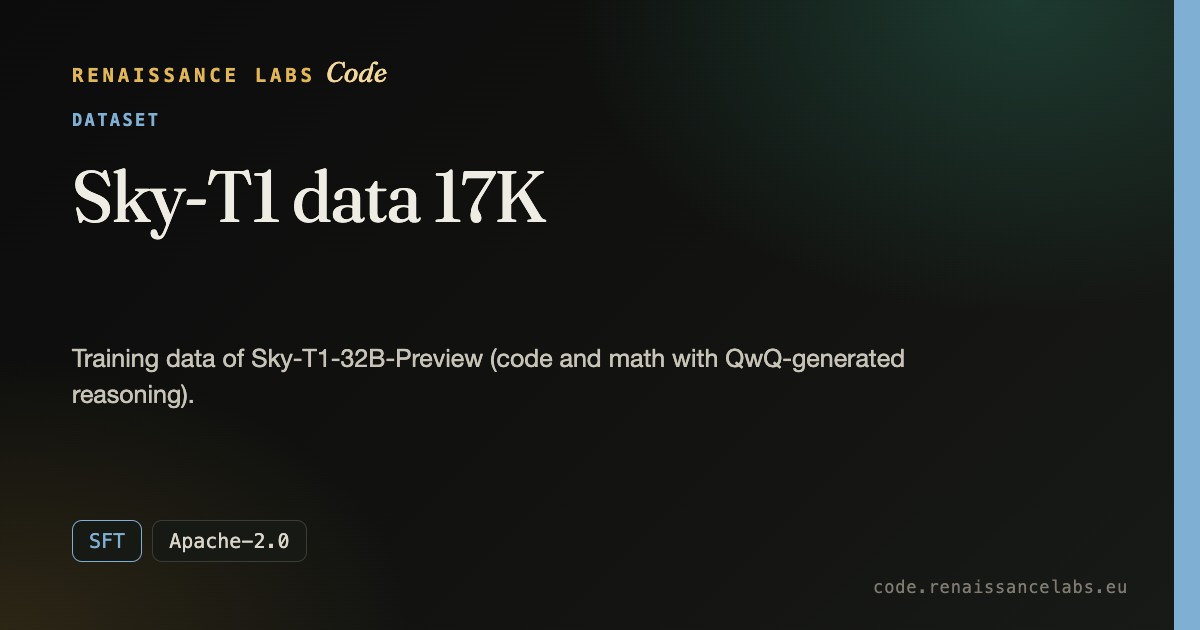 RENAISSANCE LABS Code
DATASET
Sky-T1 data 17K
Training data of Sky-T1-32B-Preview (code and math with QwQ-generated
reasoning).
SFT Apache-2.0
code.renaissancelabs.eu